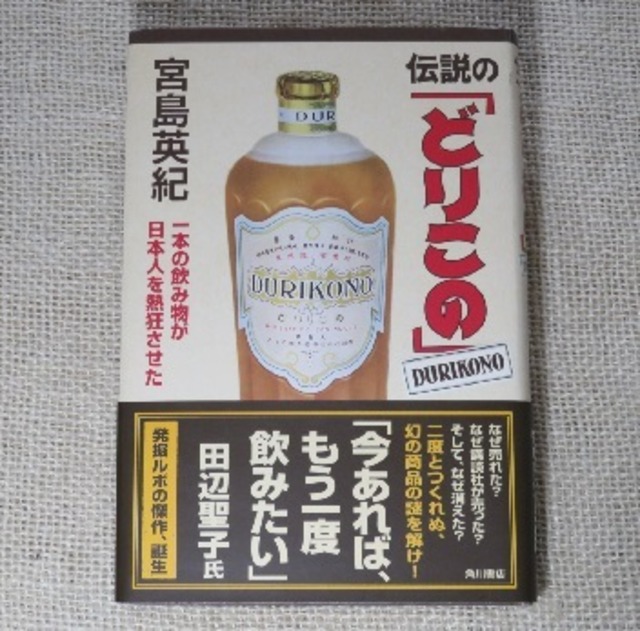 伝説の
「どりこの」
DURIKONO
宮島英紀
一本の飲み物が
日本人を熱狂させた
DUR
DURIKONO
どりこの
なぜ売れた?
なぜ講談社が売った?
そして、なぜ消えた?
二度とつくれぬ、
幻の商品の謎を解け!
「今あれば、
もう一度
飲みたい」
田辺聖子氏
発掘ルポの傑作、誕生
角川書店